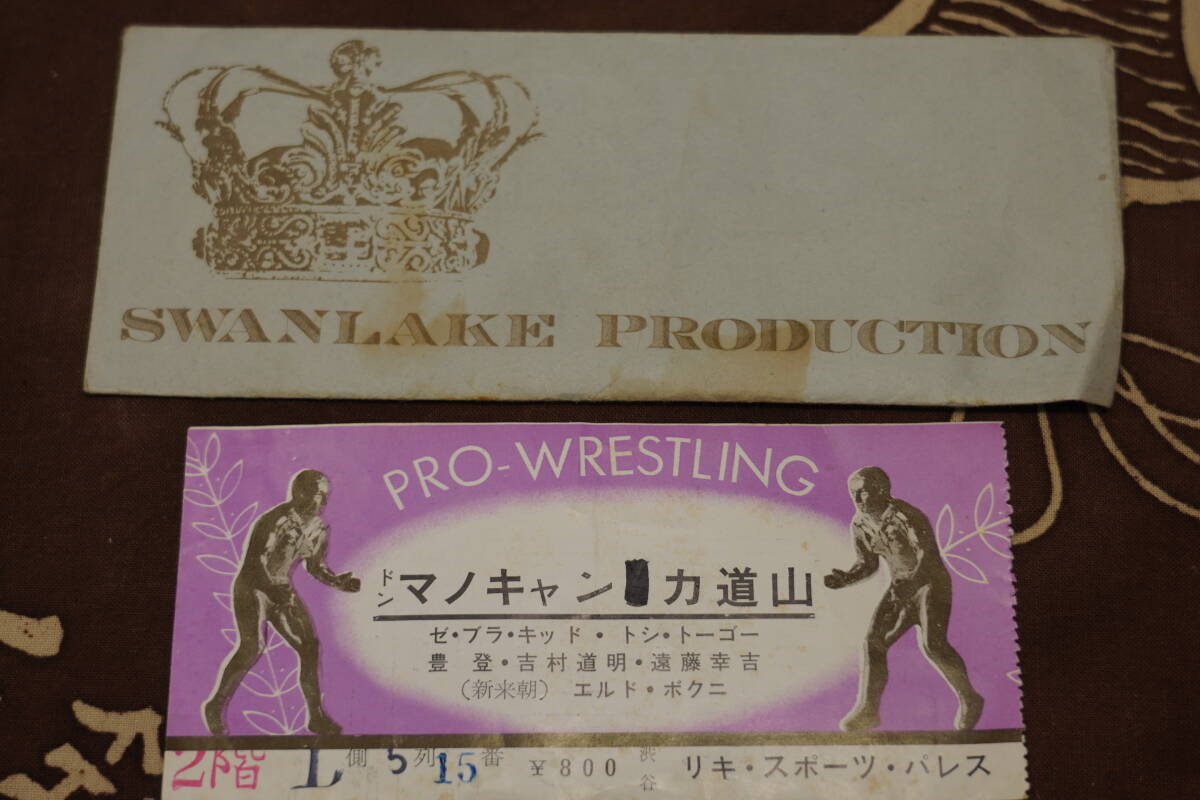 SWANLAKE PRODUCTION
PRO-WRESTLING
ドン マノキャン 力道山
ゼ・ブラ・キッド・トシ・トーゴー
豊登・吉村道明・遠藤幸吉
(新来朝) エルド・ボクニ
2階 L側 5列 15番 ¥800 渋谷 リキ・スポーツ・パレス